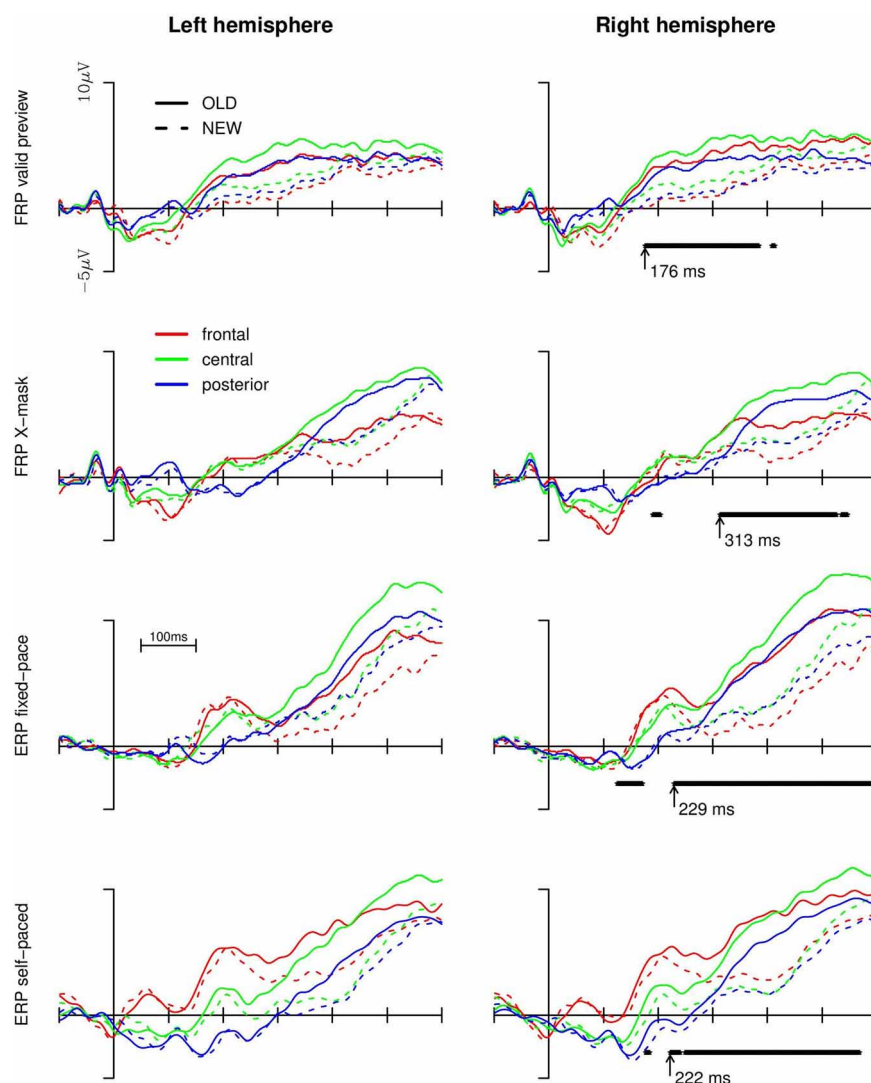 Left hemisphere
Right hemisphere
FRP valid preview
10μV
−5μV
OLD
NEW
176 ms
FRP X−mask
frontal
central
posterior
313 ms
ERP fixed−pace
100ms
229 ms
ERP self−paced
222 ms